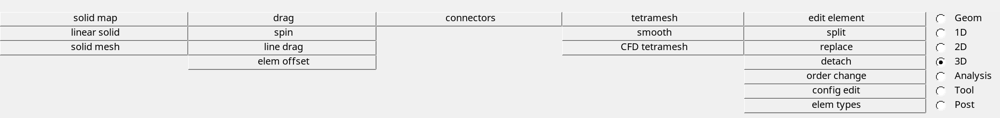 solid map drag connectors tetramesh edit element Geom
linear solid spin smooth split 1D
solid mesh line drag CFD tetramesh replace 2D
elem offset detach 3D
order change Analysis
config edit Tool
elem types Post